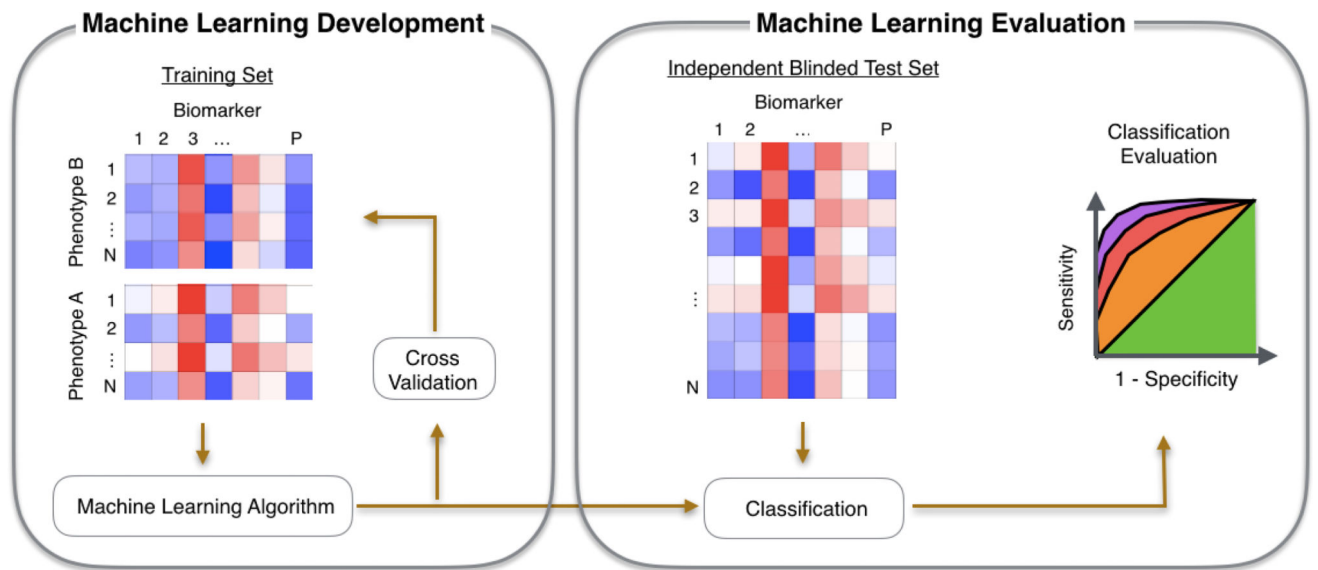 Machine Learning Development
Training Set
Biomarker
1 2 3 ... P
Phenotype B
1
2
⋮
N
Phenotype A
1
2
⋮
N
Cross
Validation
Machine Learning Algorithm
Machine Learning Evaluation
Independent Blinded Test Set
Biomarker
1 2 ... P
1
2
3
⋮
N
Classification
Classification
Evaluation
Sensitivity
1 - Specificity